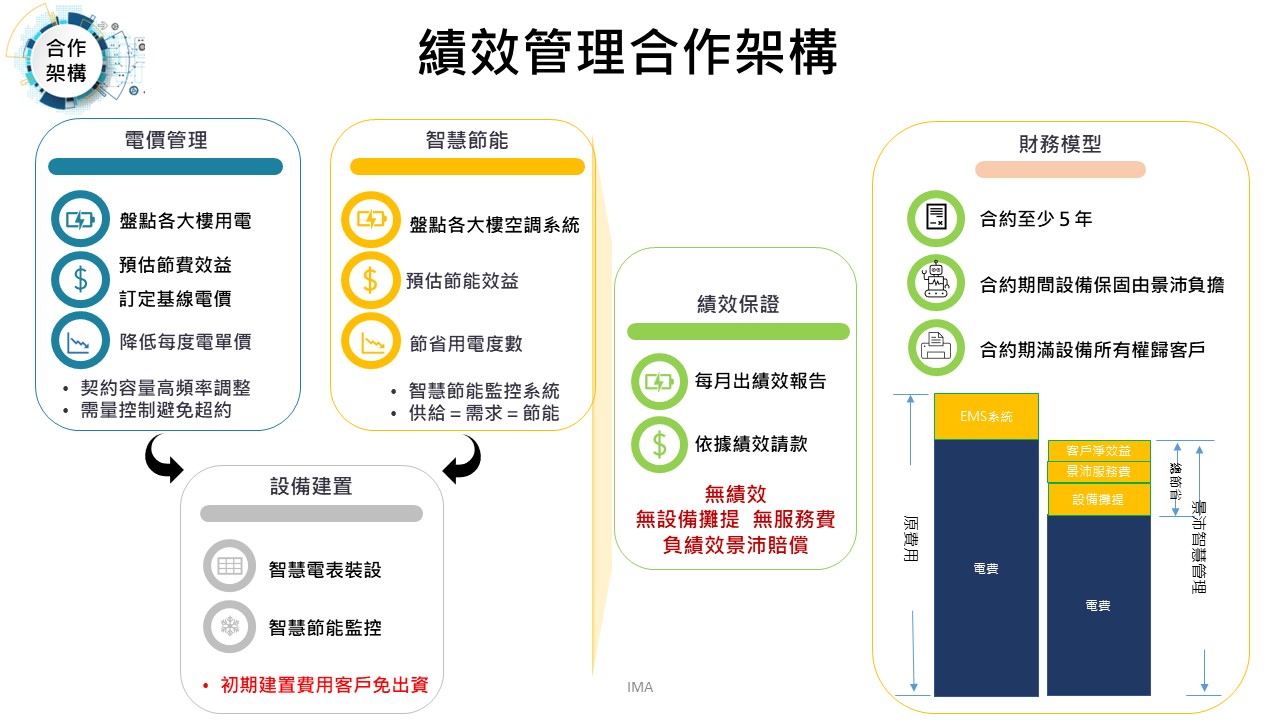 合作
架構
績效管理合作架構
電價管理
盤點各大樓用電
預估節費效益
訂定基線電價
降低每度電單價
• 契約容量高頻率調整
• 需量控制避免超約
智慧節能
盤點各大樓空調系統
預估節能效益
節省用電度數
• 智慧節能監控系統
• 供給=需求=節能
設備建置
智慧電表裝設
智慧節能監控
• 初期建置費用客戶免出資
績效保證
每月出績效報告
依據績效請款
無績效
無設備攤提 無服務費
負績效景沛賠償
財務模型
合約至少 5 年
合約期間設備保固由景沛負擔
合約期滿設備所有權歸客戶
原費用
EMS系統
電費
客戶淨效益
景沛服務費
設備攤提
電費
總節省
景沛智慧管理
IMA